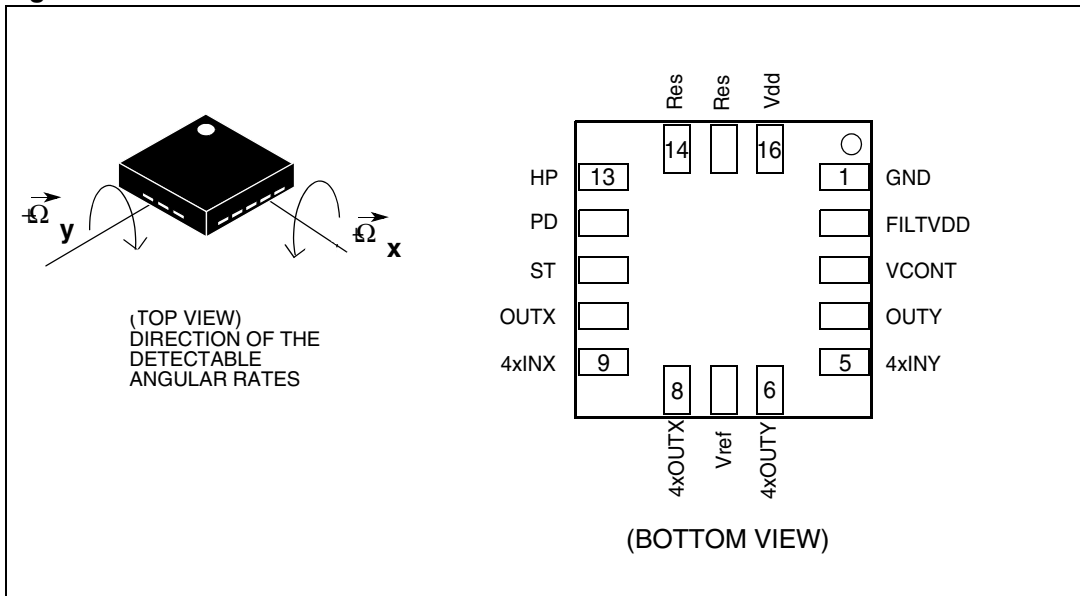 +Ω
y
+Ω
x
(TOP VIEW)
DIRECTION OF THE
DETECTABLE
ANGULAR RATES
Res
Res
Vdd
14
16
HP
13
1
GND
PD
FILTVDD
ST
VCONT
OUTX
OUTY
4xINX
9
5
4xINY
8
6
4xOUTX
Vref
4xOUTY
(BOTTOM VIEW)